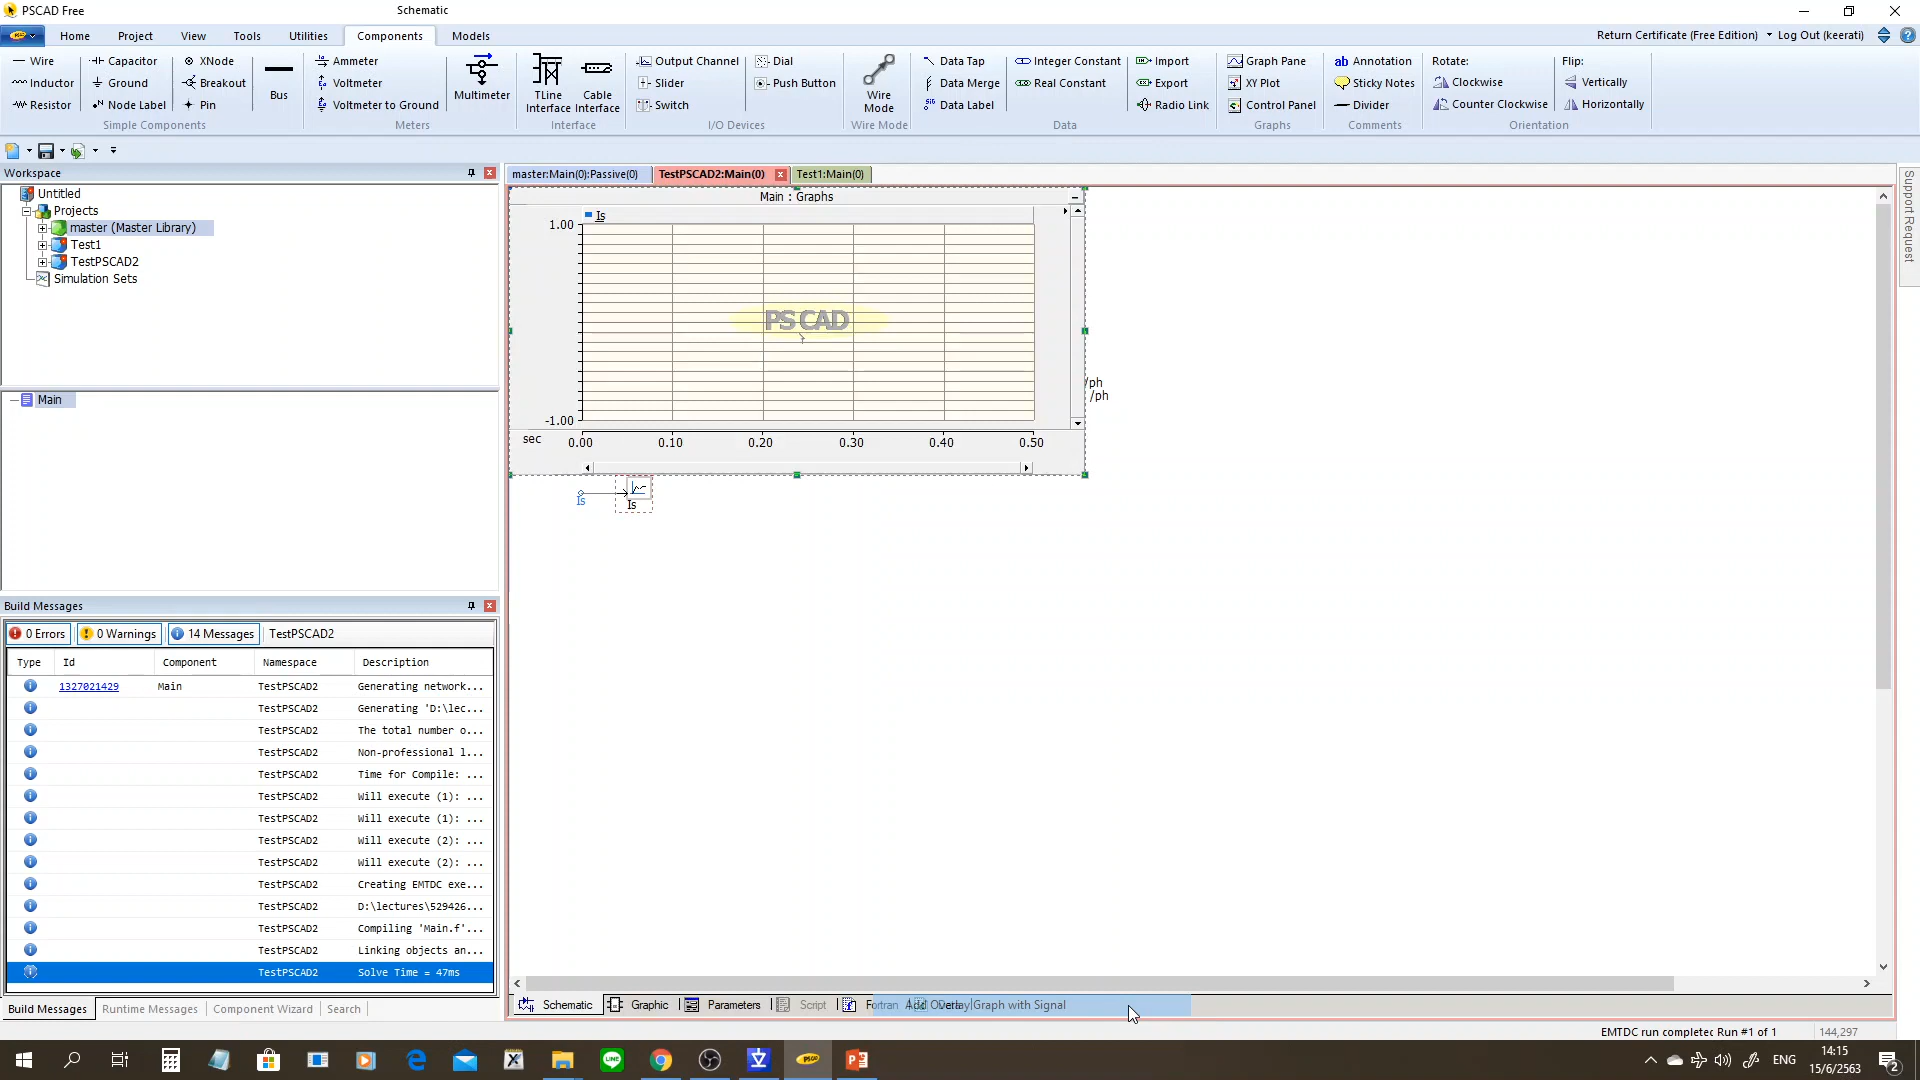 PSCAD Free
Schematic
Home Project View Tools Utilities Components Models
Return Certificate (Free Edition) Log Out (keerati)
Wire Capacitor XNode Ammeter Output Channel Dial Data Tap Integer Constant Import Graph Pane Annotation Rotate: Flip:
Inductor Ground Breakout Bus Voltmeter Multimeter TLine Interface Cable Interface Slider Push Button Wire Mode Data Merge Real Constant Export XY Plot Sticky Notes Clockwise Vertically
Resistor Node Label Pin Voltmeter to Ground Switch Data Label Radio Link Control Panel Divider Counter Clockwise Horizontally
Simple Components Meters Interface I/O Devices Wire Mode Data Graphs Comments Orientation
Workspace
Untitled
Projects
master (Master Library)
Test1
TestPSCAD2
Simulation Sets
Main
master:Main(0):Passive(0) TestPSCAD2:Main(0) Test1:Main(0)
Support Request
Main : Graphs
Is
1.00
PSCAD
-1.00
sec 0.00 0.10 0.20 0.30 0.40 0.50
/ph
/ph
Is
Is
Build Messages
0 Errors 0 Warnings 14 Messages TestPSCAD2
Type Id Component Namespace Description
1327021429 Main TestPSCAD2 Generating network...
TestPSCAD2 Generating 'D:\lec...
TestPSCAD2 The total number o...
TestPSCAD2 Non-professional l...
TestPSCAD2 Time for Compile: ...
TestPSCAD2 Will execute (1): ...
TestPSCAD2 Will execute (1): ...
TestPSCAD2 Will execute (2): ...
TestPSCAD2 Will execute (2): ...
TestPSCAD2 Creating EMTDC exe...
TestPSCAD2 D:\lectures\529426...
TestPSCAD2 Compiling 'Main.f'...
TestPSCAD2 Linking objects an...
TestPSCAD2 Solve Time = 47ms
Build Messages Runtime Messages Component Wizard Search
Schematic Graphic Parameters Script Fortran Add Overlay Graph with Signal
EMTDC run completed Run #1 of 1 144,297
ENG
14:15
15/6/2563
2